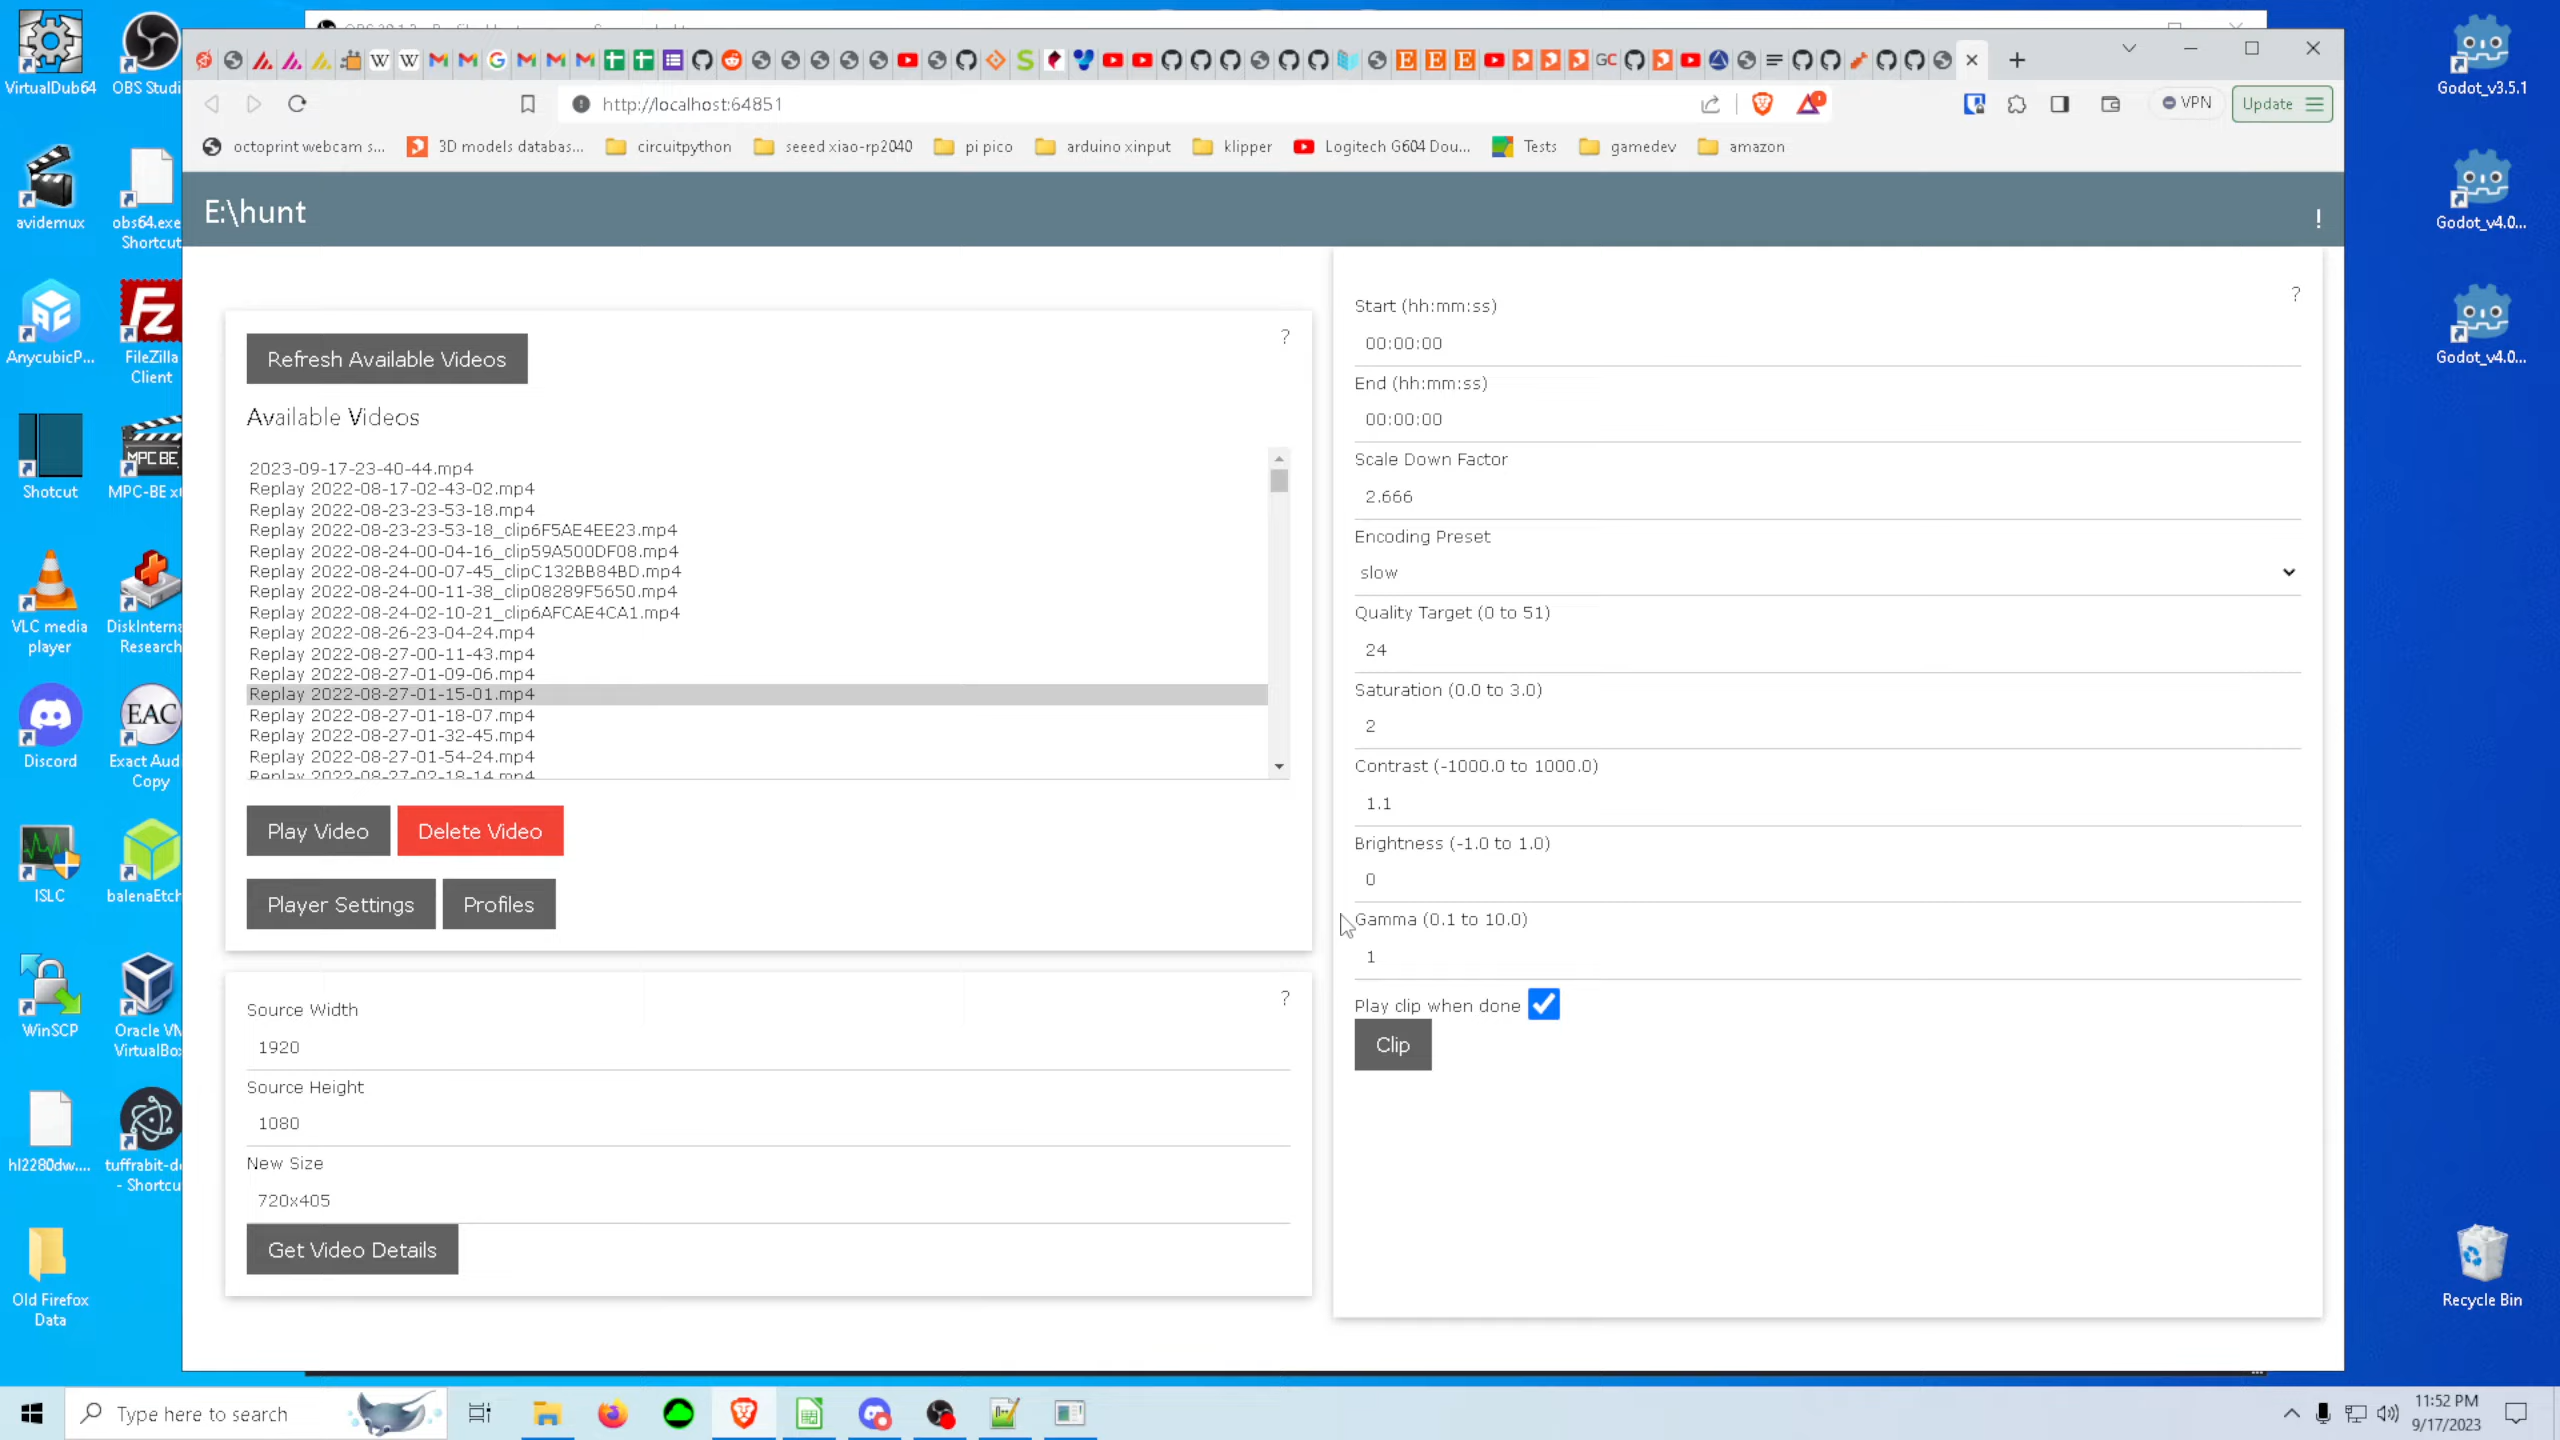 VirtualDub64
OBS Studi
avidemux
obs64.exe
Shortcut
AnycubicP...
FileZilla
Client
Shotcut
MPC-BE x
VLC media
player
DiskInterna
Research
Discord
EAC
Exact Aud
Copy
ISLC
balenaEtch
WinSCP
Oracle VM
VirtualBox
hl2280dw....
tuffrabit-de
- Shortcu
Old Firefox
Data
Godot_v3.5.1
Godot_v4.0...
Godot_v4.0...
Recycle Bin
http://localhost:64851
VPN
Update
octoprint webcam s...
3D models databas...
circuitpython
seeed xiao-rp2040
pi pico
arduino xinput
klipper
Logitech G604 Dou...
Tests
gamedev
amazon
E:\hunt
!
?
Refresh Available Videos
Available Videos
2023-09-17-23-40-44.mp4
Replay 2022-08-17-02-43-02.mp4
Replay 2022-08-23-23-53-18.mp4
Replay 2022-08-23-23-53-18_clip6F5AE4EE23.mp4
Replay 2022-08-24-00-04-16_clip59A500DF08.mp4
Replay 2022-08-24-00-07-45_clipC132BB84BD.mp4
Replay 2022-08-24-00-11-38_clip08289F5650.mp4
Replay 2022-08-24-02-10-21_clip6AFCAE4CA1.mp4
Replay 2022-08-26-23-04-24.mp4
Replay 2022-08-27-00-11-43.mp4
Replay 2022-08-27-01-09-06.mp4
Replay 2022-08-27-01-15-01.mp4
Replay 2022-08-27-01-18-07.mp4
Replay 2022-08-27-01-32-45.mp4
Replay 2022-08-27-01-54-24.mp4
Replay 2022-08-27-02-18-14.mp4
Play Video
Delete Video
Player Settings
Profiles
?
Source Width
1920
Source Height
1080
New Size
720x405
Get Video Details
?
Start (hh:mm:ss)
00:00:00
End (hh:mm:ss)
00:00:00
Scale Down Factor
2.666
Encoding Preset
slow
Quality Target (0 to 51)
24
Saturation (0.0 to 3.0)
2
Contrast (-1000.0 to 1000.0)
1.1
Brightness (-1.0 to 1.0)
0
Gamma (0.1 to 10.0)
1
Play clip when done
Clip
Type here to search
11:52 PM
9/17/2023